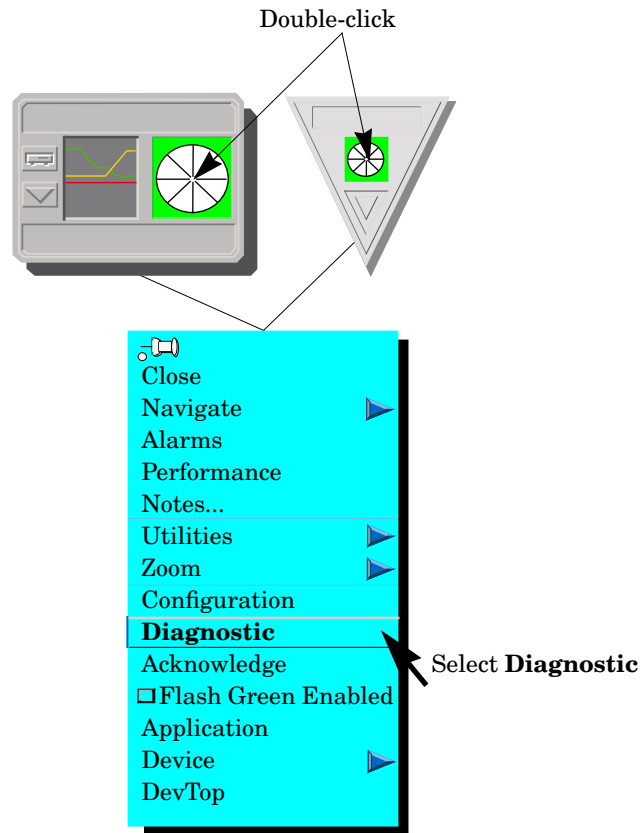 Double-click
Close
Navigate
Alarms
Performance
Notes...
Utilities
Zoom
Configuration
Diagnostic
Select Diagnostic
Acknowledge
Flash Green Enabled
Application
Device
DevTop